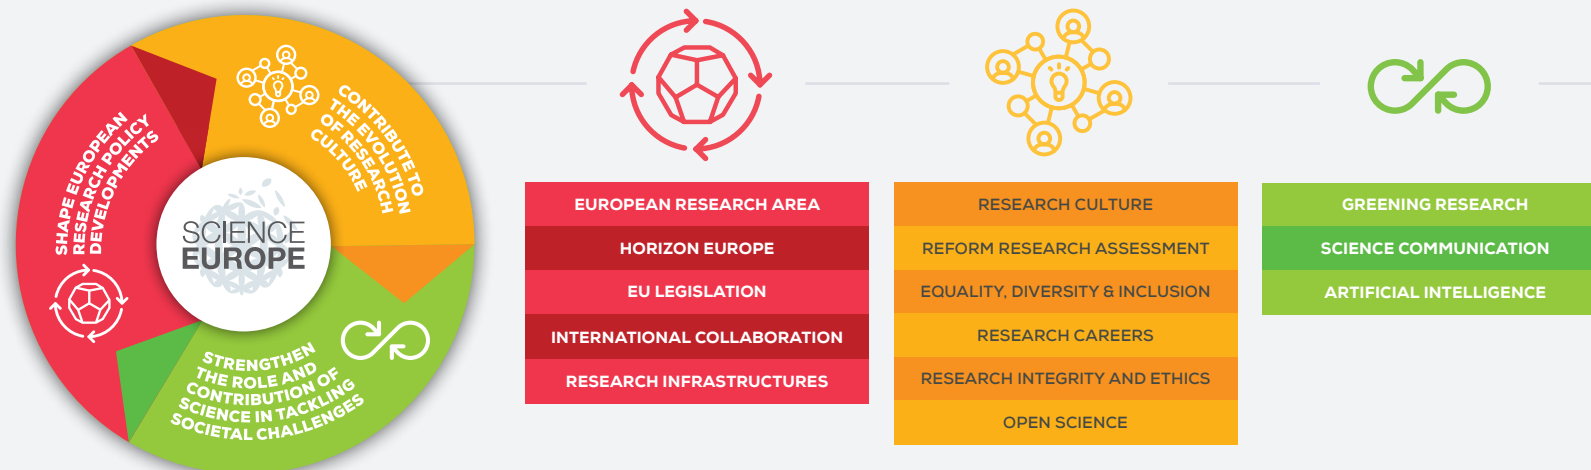 SHAPE EUROPEAN
RESEARCH POLICY
DEVELOPMENTS
CONTRIBUTE TO
THE EVOLUTION
OF RESEARCH
CULTURE
SCIENCE
EUROPE
STRENGTHEN
THE ROLE AND
CONTRIBUTION OF
SCIENCE IN TACKLING
SOCIETAL CHALLENGES
EUROPEAN RESEARCH AREA
HORIZON EUROPE
EU LEGISLATION
INTERNATIONAL COLLABORATION
RESEARCH INFRASTRUCTURES
RESEARCH CULTURE
REFORM RESEARCH ASSESSMENT
EQUALITY, DIVERSITY & INCLUSION
RESEARCH CAREERS
RESEARCH INTEGRITY AND ETHICS
OPEN SCIENCE
GREENING RESEARCH
SCIENCE COMMUNICATION
ARTIFICIAL INTELLIGENCE